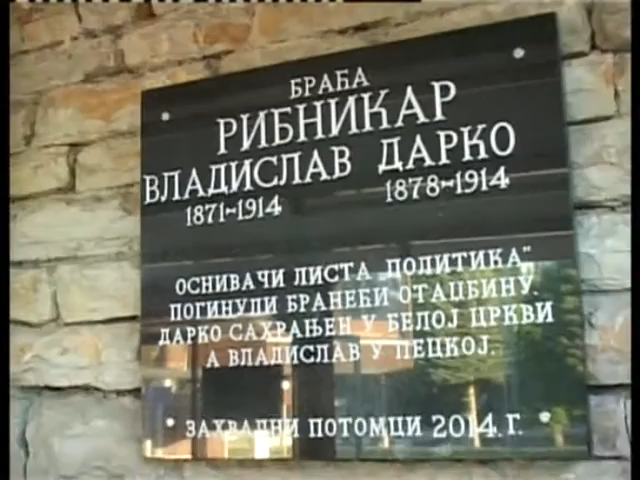 БРАЂА
РИБНИКАР
ВЛАДИСЛАВ ДАРКО
1871-1914 1878-1914
ОСНИВАЧИ ЛИСТА „ПОЛИТИКА“
ПОГИНУЛИ БРАНЕЋИ ОТАЏБИНУ.
ДАРКО САХРАЊЕН У БЕЛОЈ ЦРКВИ
А ВЛАДИСЛАВ У ПЕЦКОЈ.
ЗАХВАЛНИ ПОТОМЦИ 2014. Г.